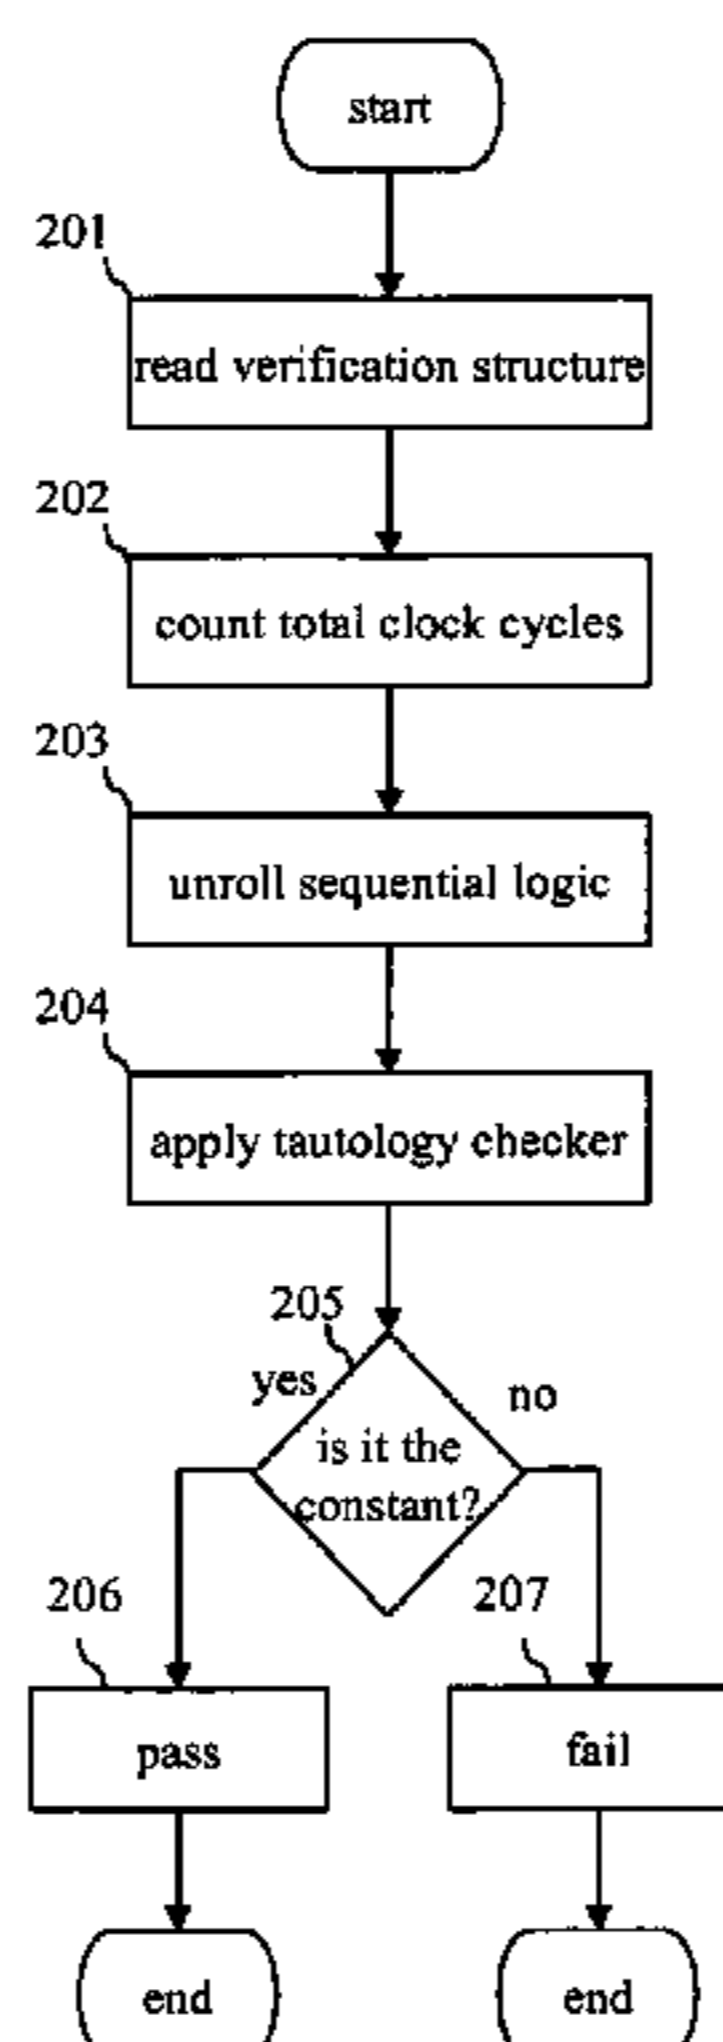 start
201
read verification structure
202
count total clock cycles
203
unroll sequential logic
204
apply tautology checker
205
yes
no
is it the
constant?
206
207
pass
fail
end
end